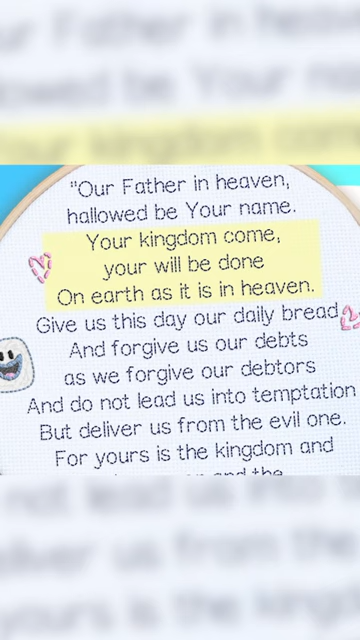 "Our Father in heaven,
hallowed be Your name.
Your kingdom come,
your will be done
On earth as it is in heaven.
Give us this day our daily bread
And forgive us our debts
as we forgive our debtors
And do not lead us into temptation
But deliver us from the evil one.
For yours is the kingdom and
and the